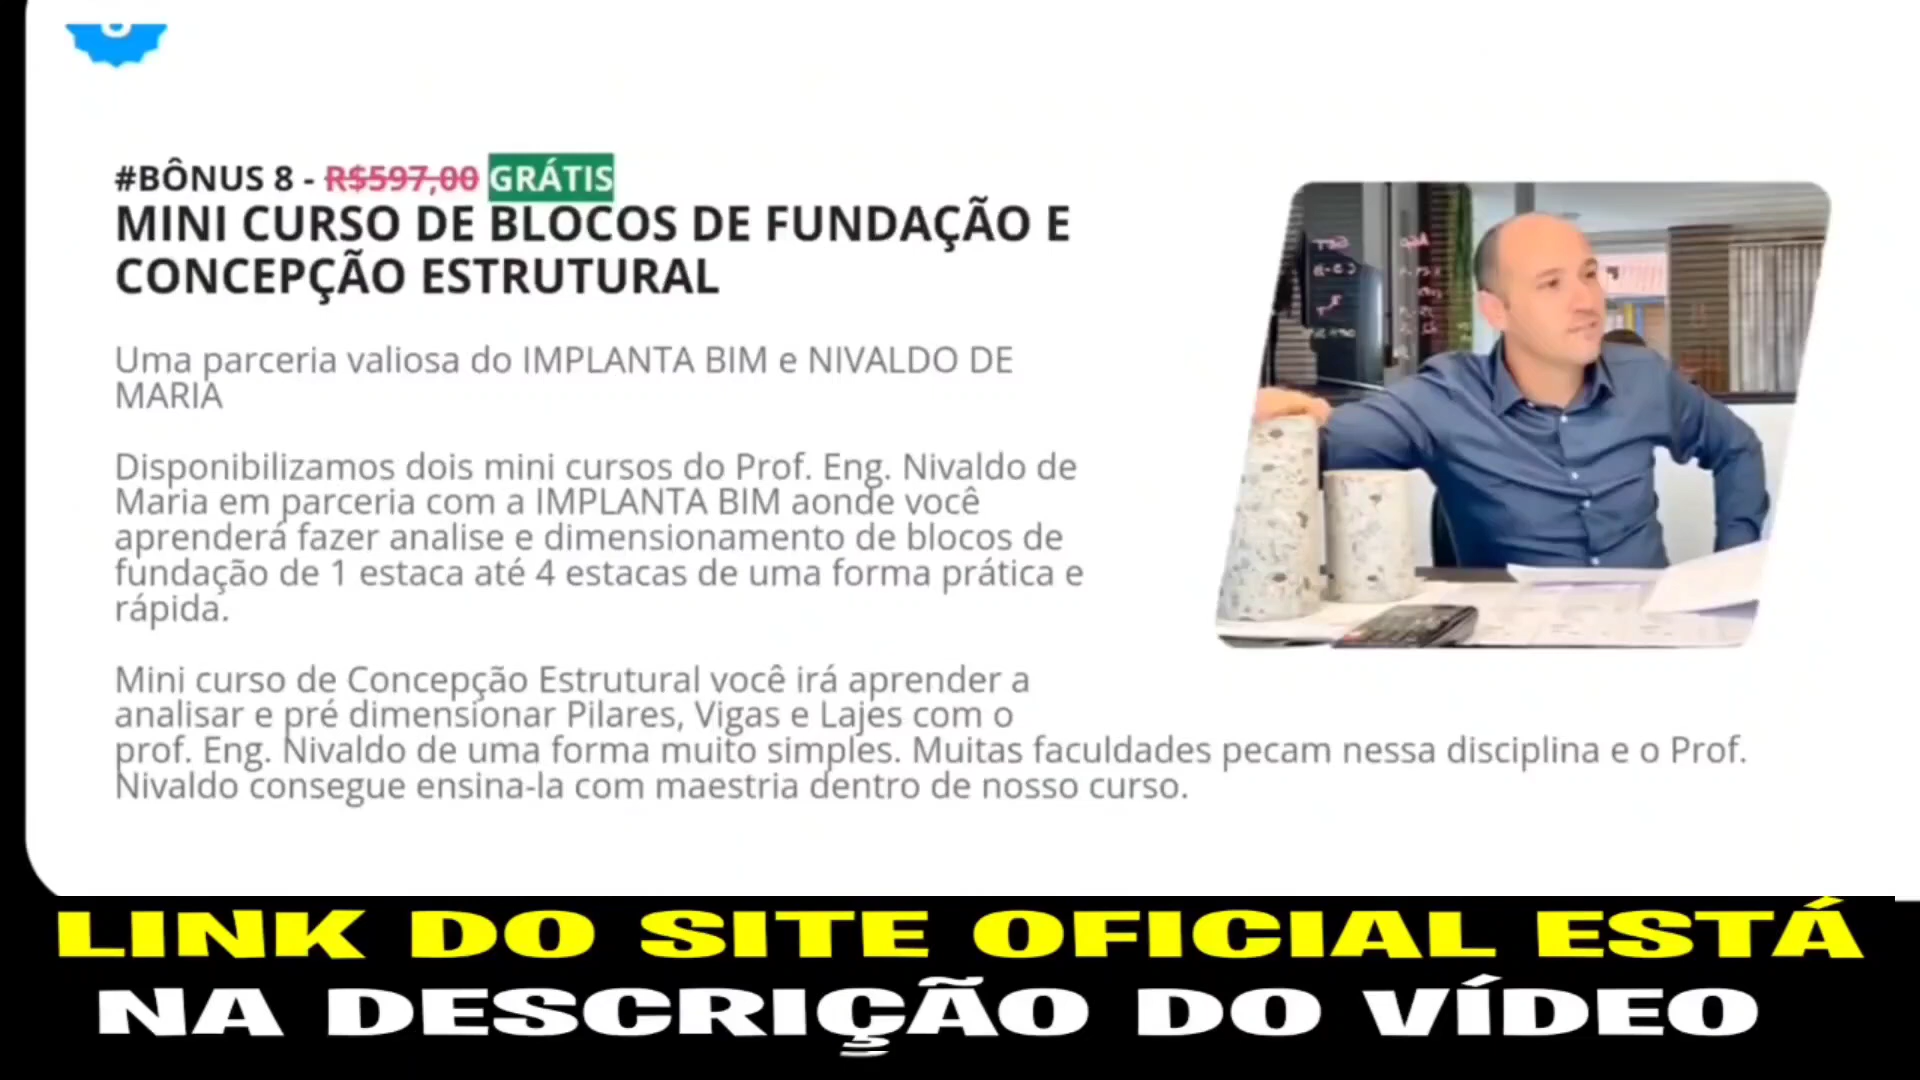 #BÔNUS 8 - R$597,00 GRÁTIS
MINI CURSO DE BLOCOS DE FUNDAÇÃO E
CONCEPÇÃO ESTRUTURAL
Uma parceria valiosa do IMPLANTA BIM e NIVALDO DE
MARIA
Disponibilizamos dois mini cursos do Prof. Eng. Nivaldo de
Maria em parceria com a IMPLANTA BIM aonde você
aprenderá fazer analise e dimensionamento de blocos de
fundação de 1 estaca até 4 estacas de uma forma prática e
rápida.
Mini curso de Concepção Estrutural você irá aprender a
analisar e pré dimensionar Pilares, Vigas e Lajes com o
prof. Eng. Nivaldo de uma forma muito simples. Muitas faculdades pecam nessa disciplina e o Prof.
Nivaldo consegue ensina-la com maestria dentro de nosso curso.
LINK DO SITE OFICIAL ESTÁ
NA DESCRIÇÃO DO VÍDEO